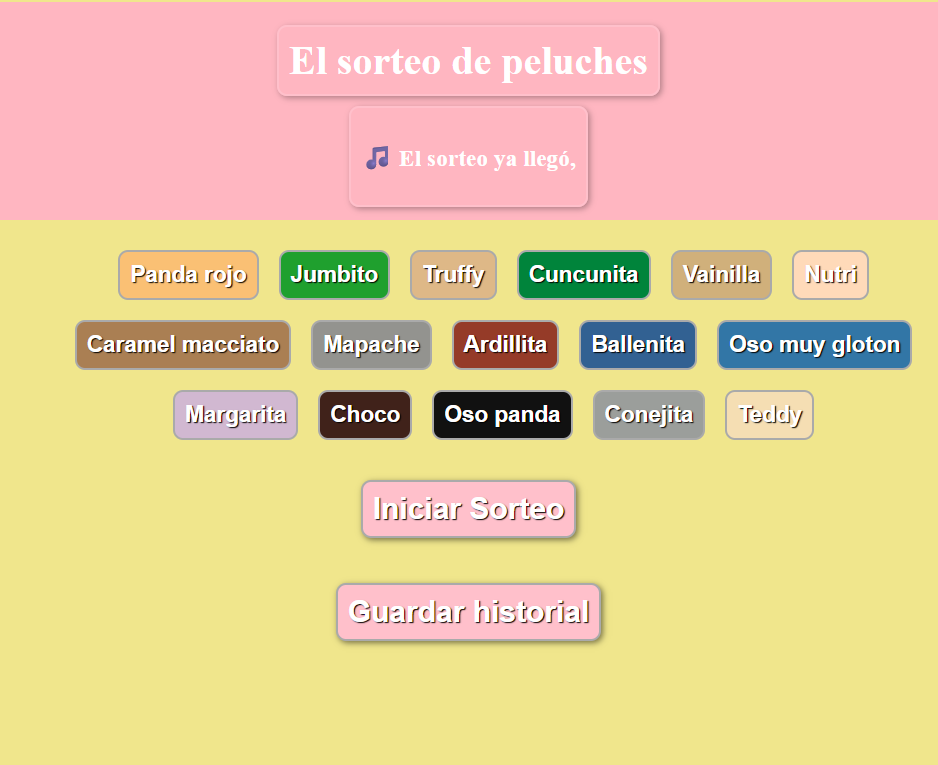 El sorteo de peluches
🎵 El sorteo ya llegó,
Panda rojo Jumbito Truffy Cuncunita Vainilla Nutri
Caramel macciato Mapache Ardillita Ballenita Oso muy gloton
Margarita Choco Oso panda Conejita Teddy
Iniciar Sorteo
Guardar historial